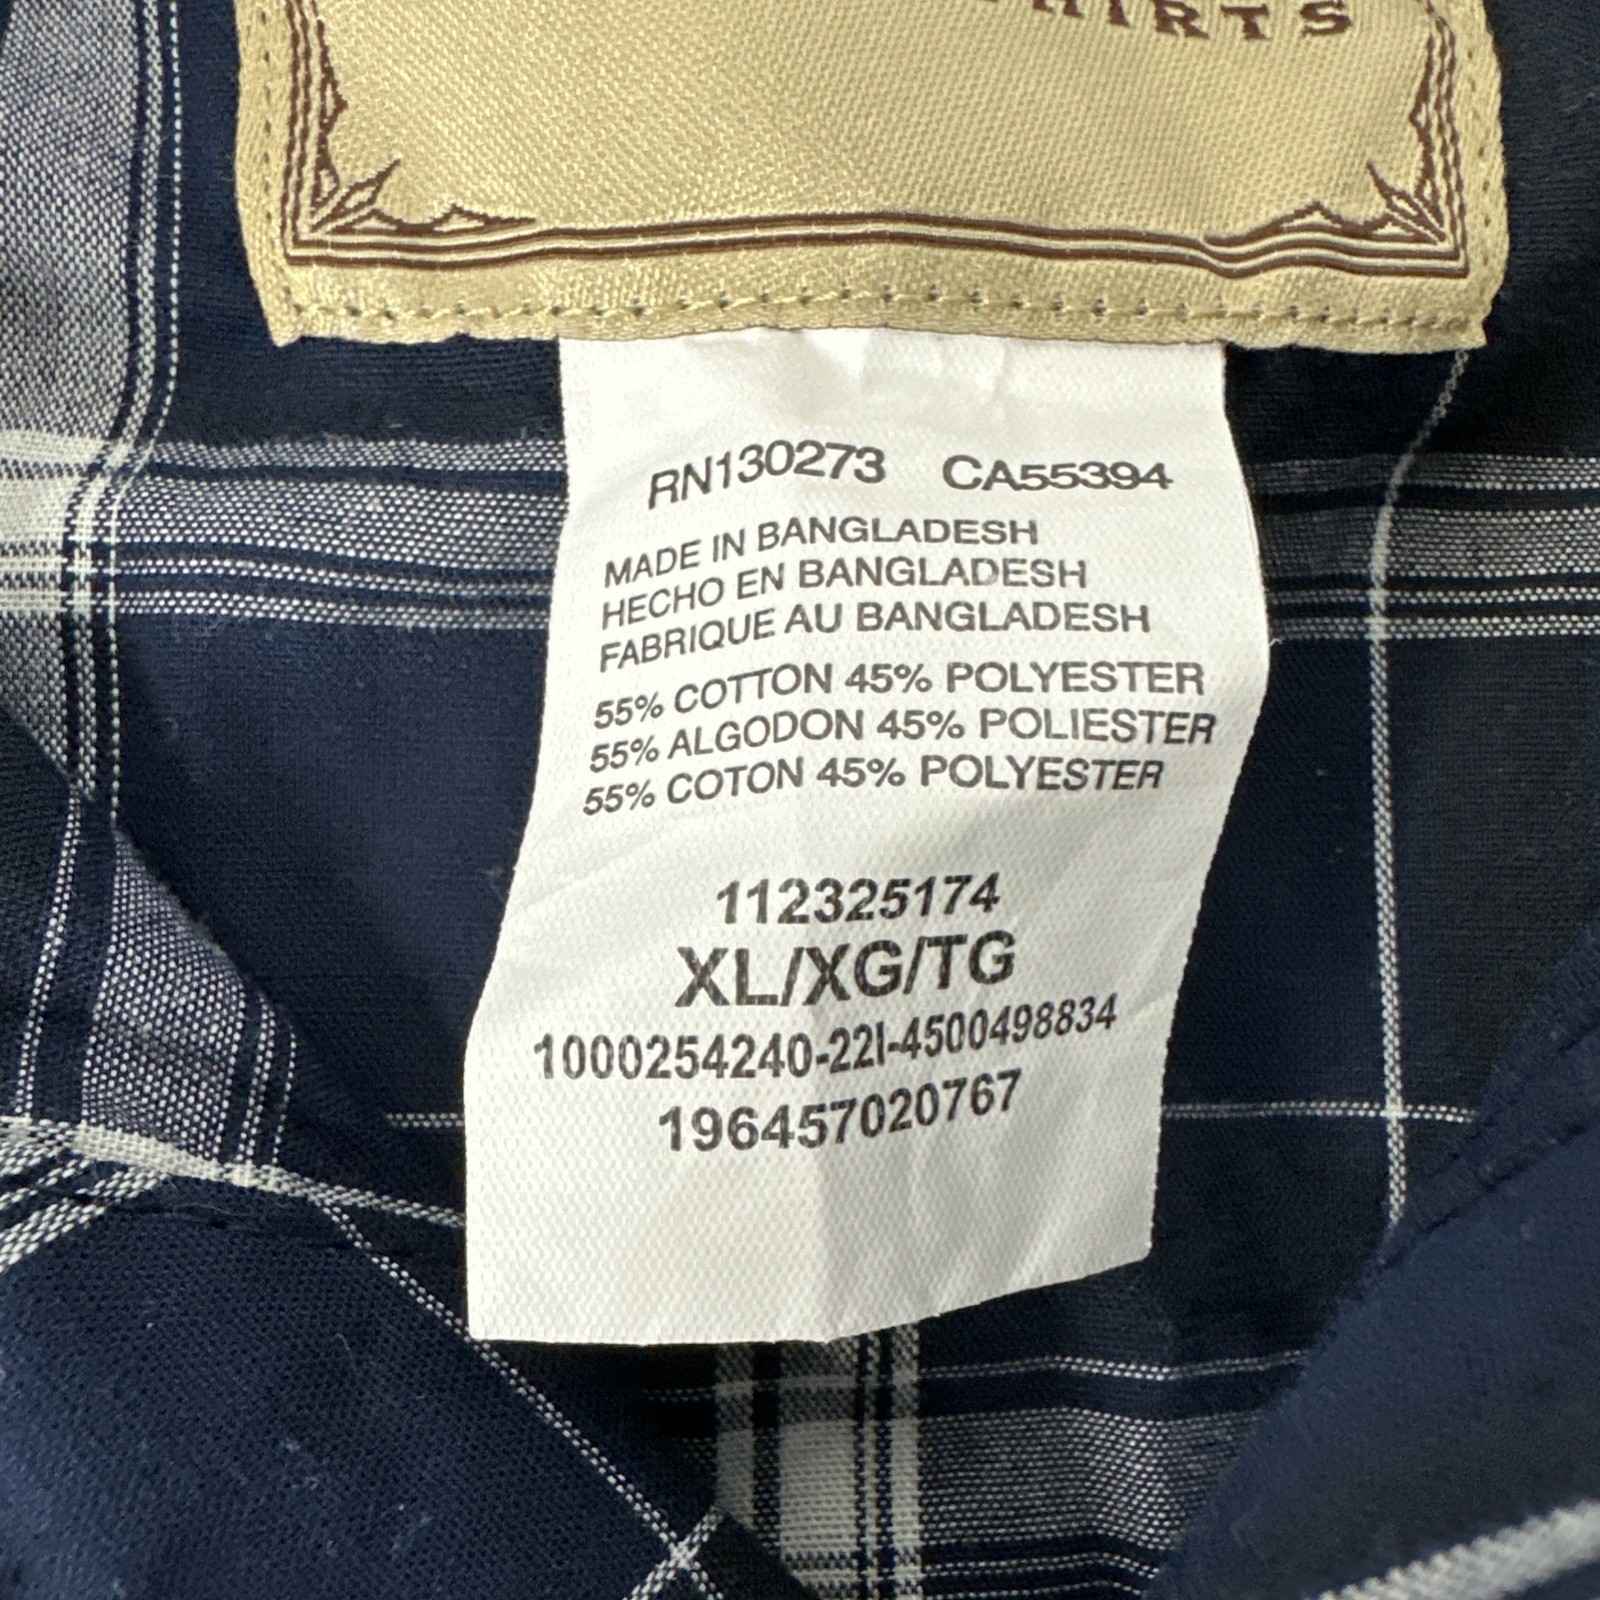 SHIRTS
RN130273 CA55394
MADE IN BANGLADESH
HECHO EN BANGLADESH
FABRIQUE AU BANGLADESH
55% COTTON 45% POLYESTER
55% ALGODON 45% POLIESTER
55% COTON 45% POLYESTER
112325174
XL/XG/TG
1000254240-22I-4500498834
196457020767